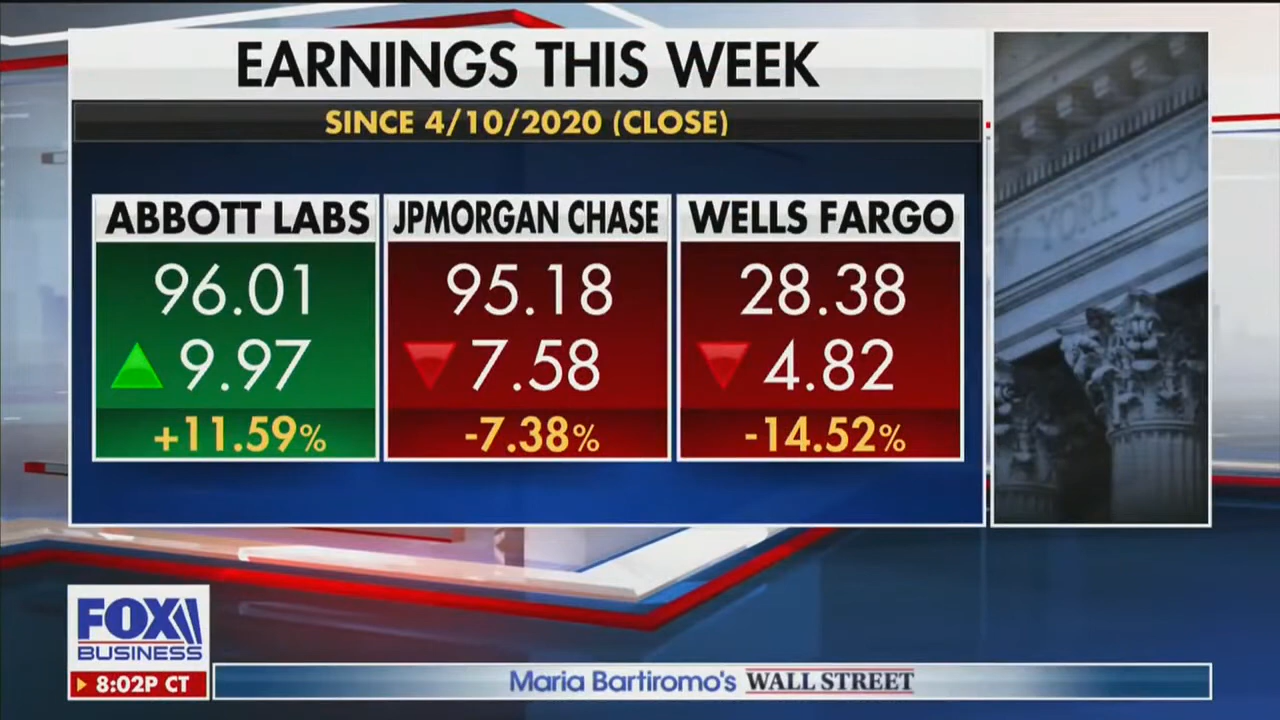 EARNINGS THIS WEEK
SINCE 4/10/2020 (CLOSE)
ABBOTT LABS
96.01
▲ 9.97
+11.59%
JPMORGAN CHASE
95.18
▼ 7.58
-7.38%
WELLS FARGO
28.38
▼ 4.82
-14.52%
YORK STO
FOX
BUSINESS
8:02P CT
Maria Bartiromo's WALL STREET